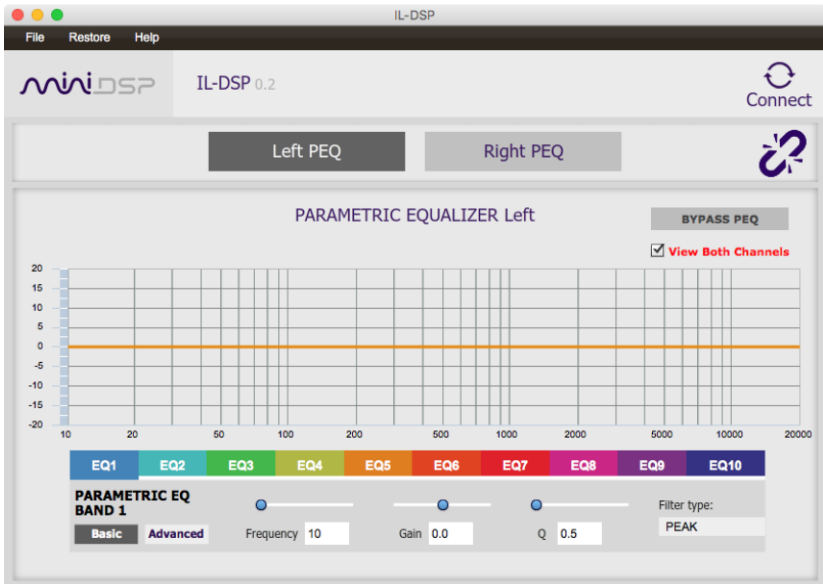 IL-DSP
File Restore Help
miniDSP IL-DSP 0.2
Connect
Left PEQ Right PEQ
PARAMETRIC EQUALIZER Left
BYPASS PEQ
View Both Channels
20
15
10
5
0
-5
-10
-15
-20
10 20 50 100 200 500 1000 2000 5000 10000 20000
EQ1 EQ2 EQ3 EQ4 EQ5 EQ6 EQ7 EQ8 EQ9 EQ10
PARAMETRIC EQ
BAND 1
Filter type:
Basic Advanced Frequency 10 Gain 0.0 Q 0.5 PEAK